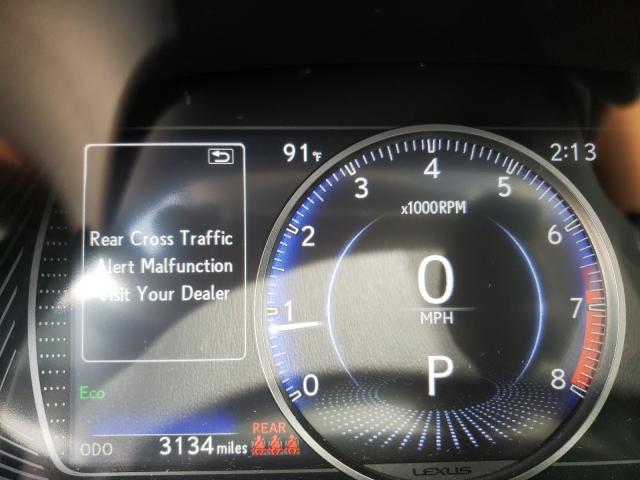 91°F
2:13
Rear Cross Traffic
Alert Malfunction
Visit Your Dealer
x1000RPM
0
1
2
3
4
5
6
7
8
0
MPH
P
Eco
ODO 3134 miles
REAR
LEXUS